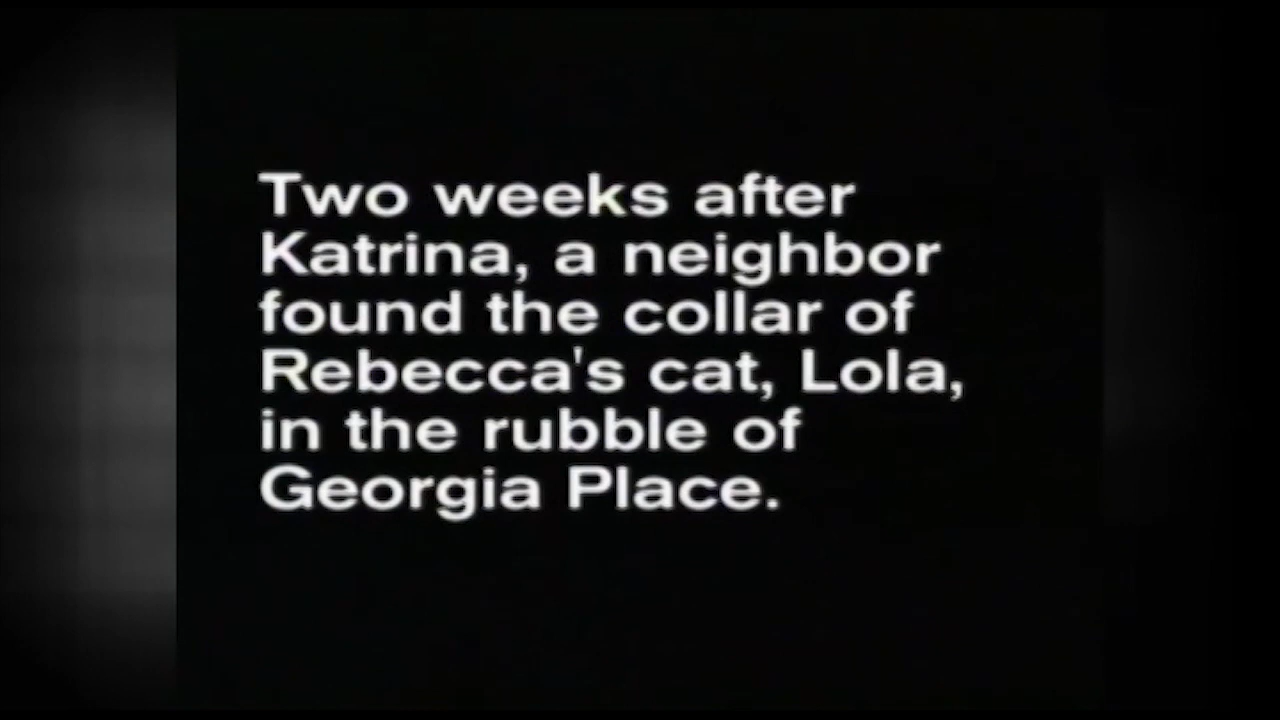 Two weeks after
Katrina, a neighbor
found the collar of
Rebecca's cat, Lola,
in the rubble of
Georgia Place.